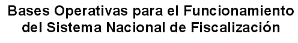 Bases Operativas para el Funcionamiento
del Sistema Nacional de Fiscalización